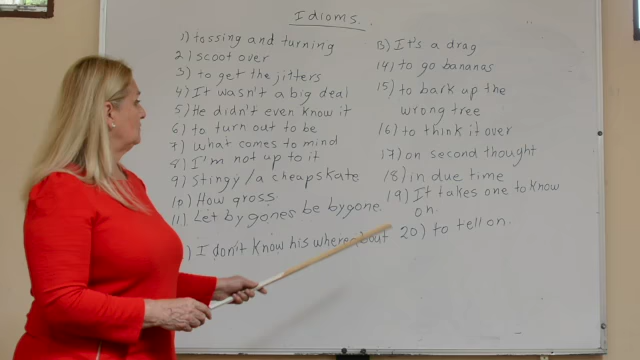 Idioms.
1) tossing and turning
2) scoot over
3) to get the jitters
4) It wasn't a big deal
5) He didn't even know it
6) to turn out to be
7) what comes to mind
8) I'm not up to it
9) Stingy / a cheapskate
10) How gross.
11) Let bygones be bygone.
) I don't know his whereabout
13) It's a drag
14) to go bananas
15) to bark up the
wrong tree
16) to think it over
17) on second thought
18) in due time
19) It takes one to know
on.
20) to tell on.